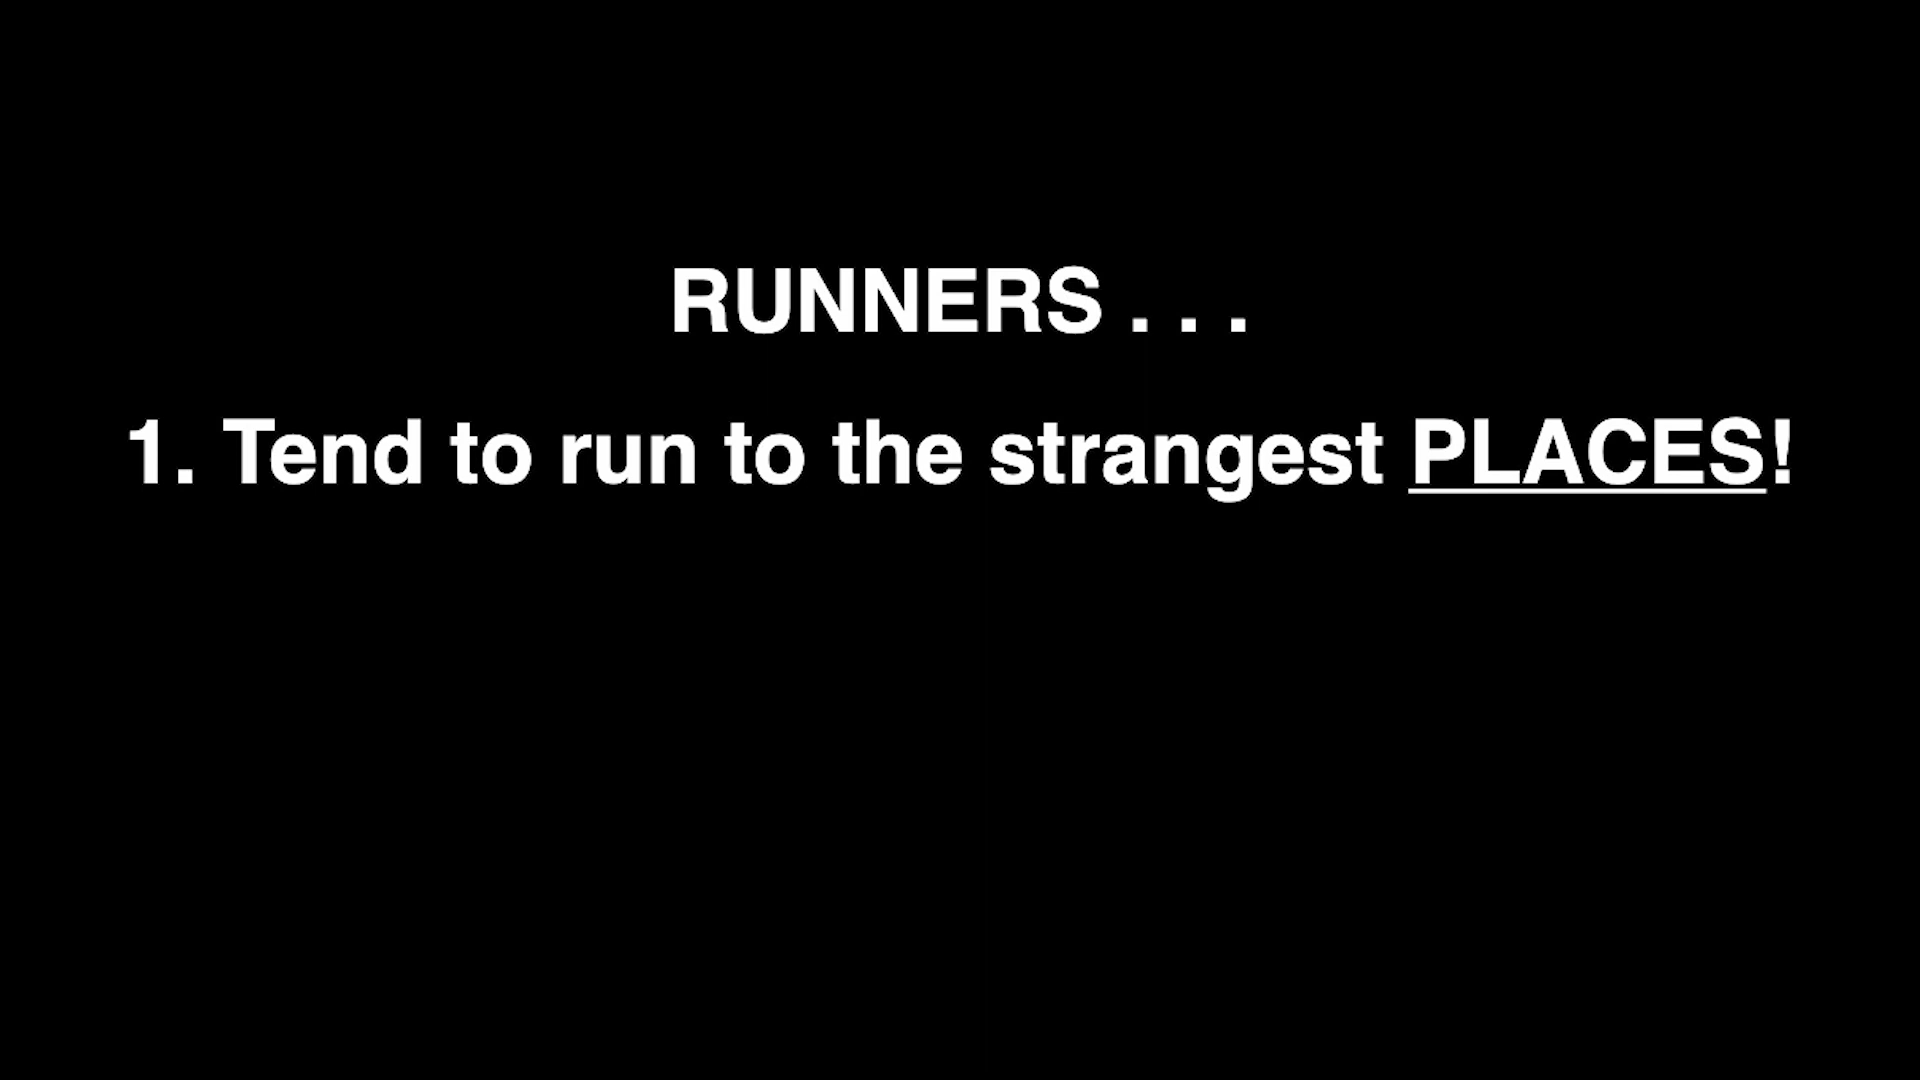 RUNNERS . . .
1. Tend to run to the strangest PLACES!